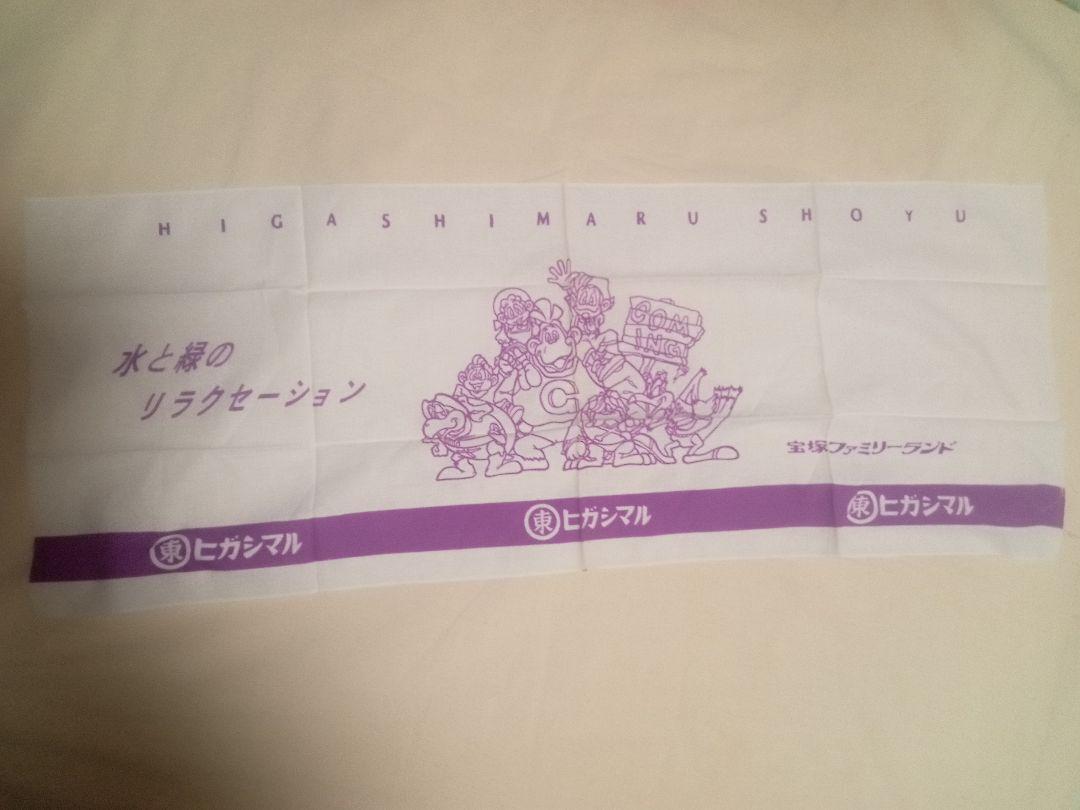 HIGASHIMARU SHOYU
水と緑の
リラクセーション
COM
ING
C
宝塚ファミリーランド
東 ヒガシマル
東 ヒガシマル
東 ヒガシマル